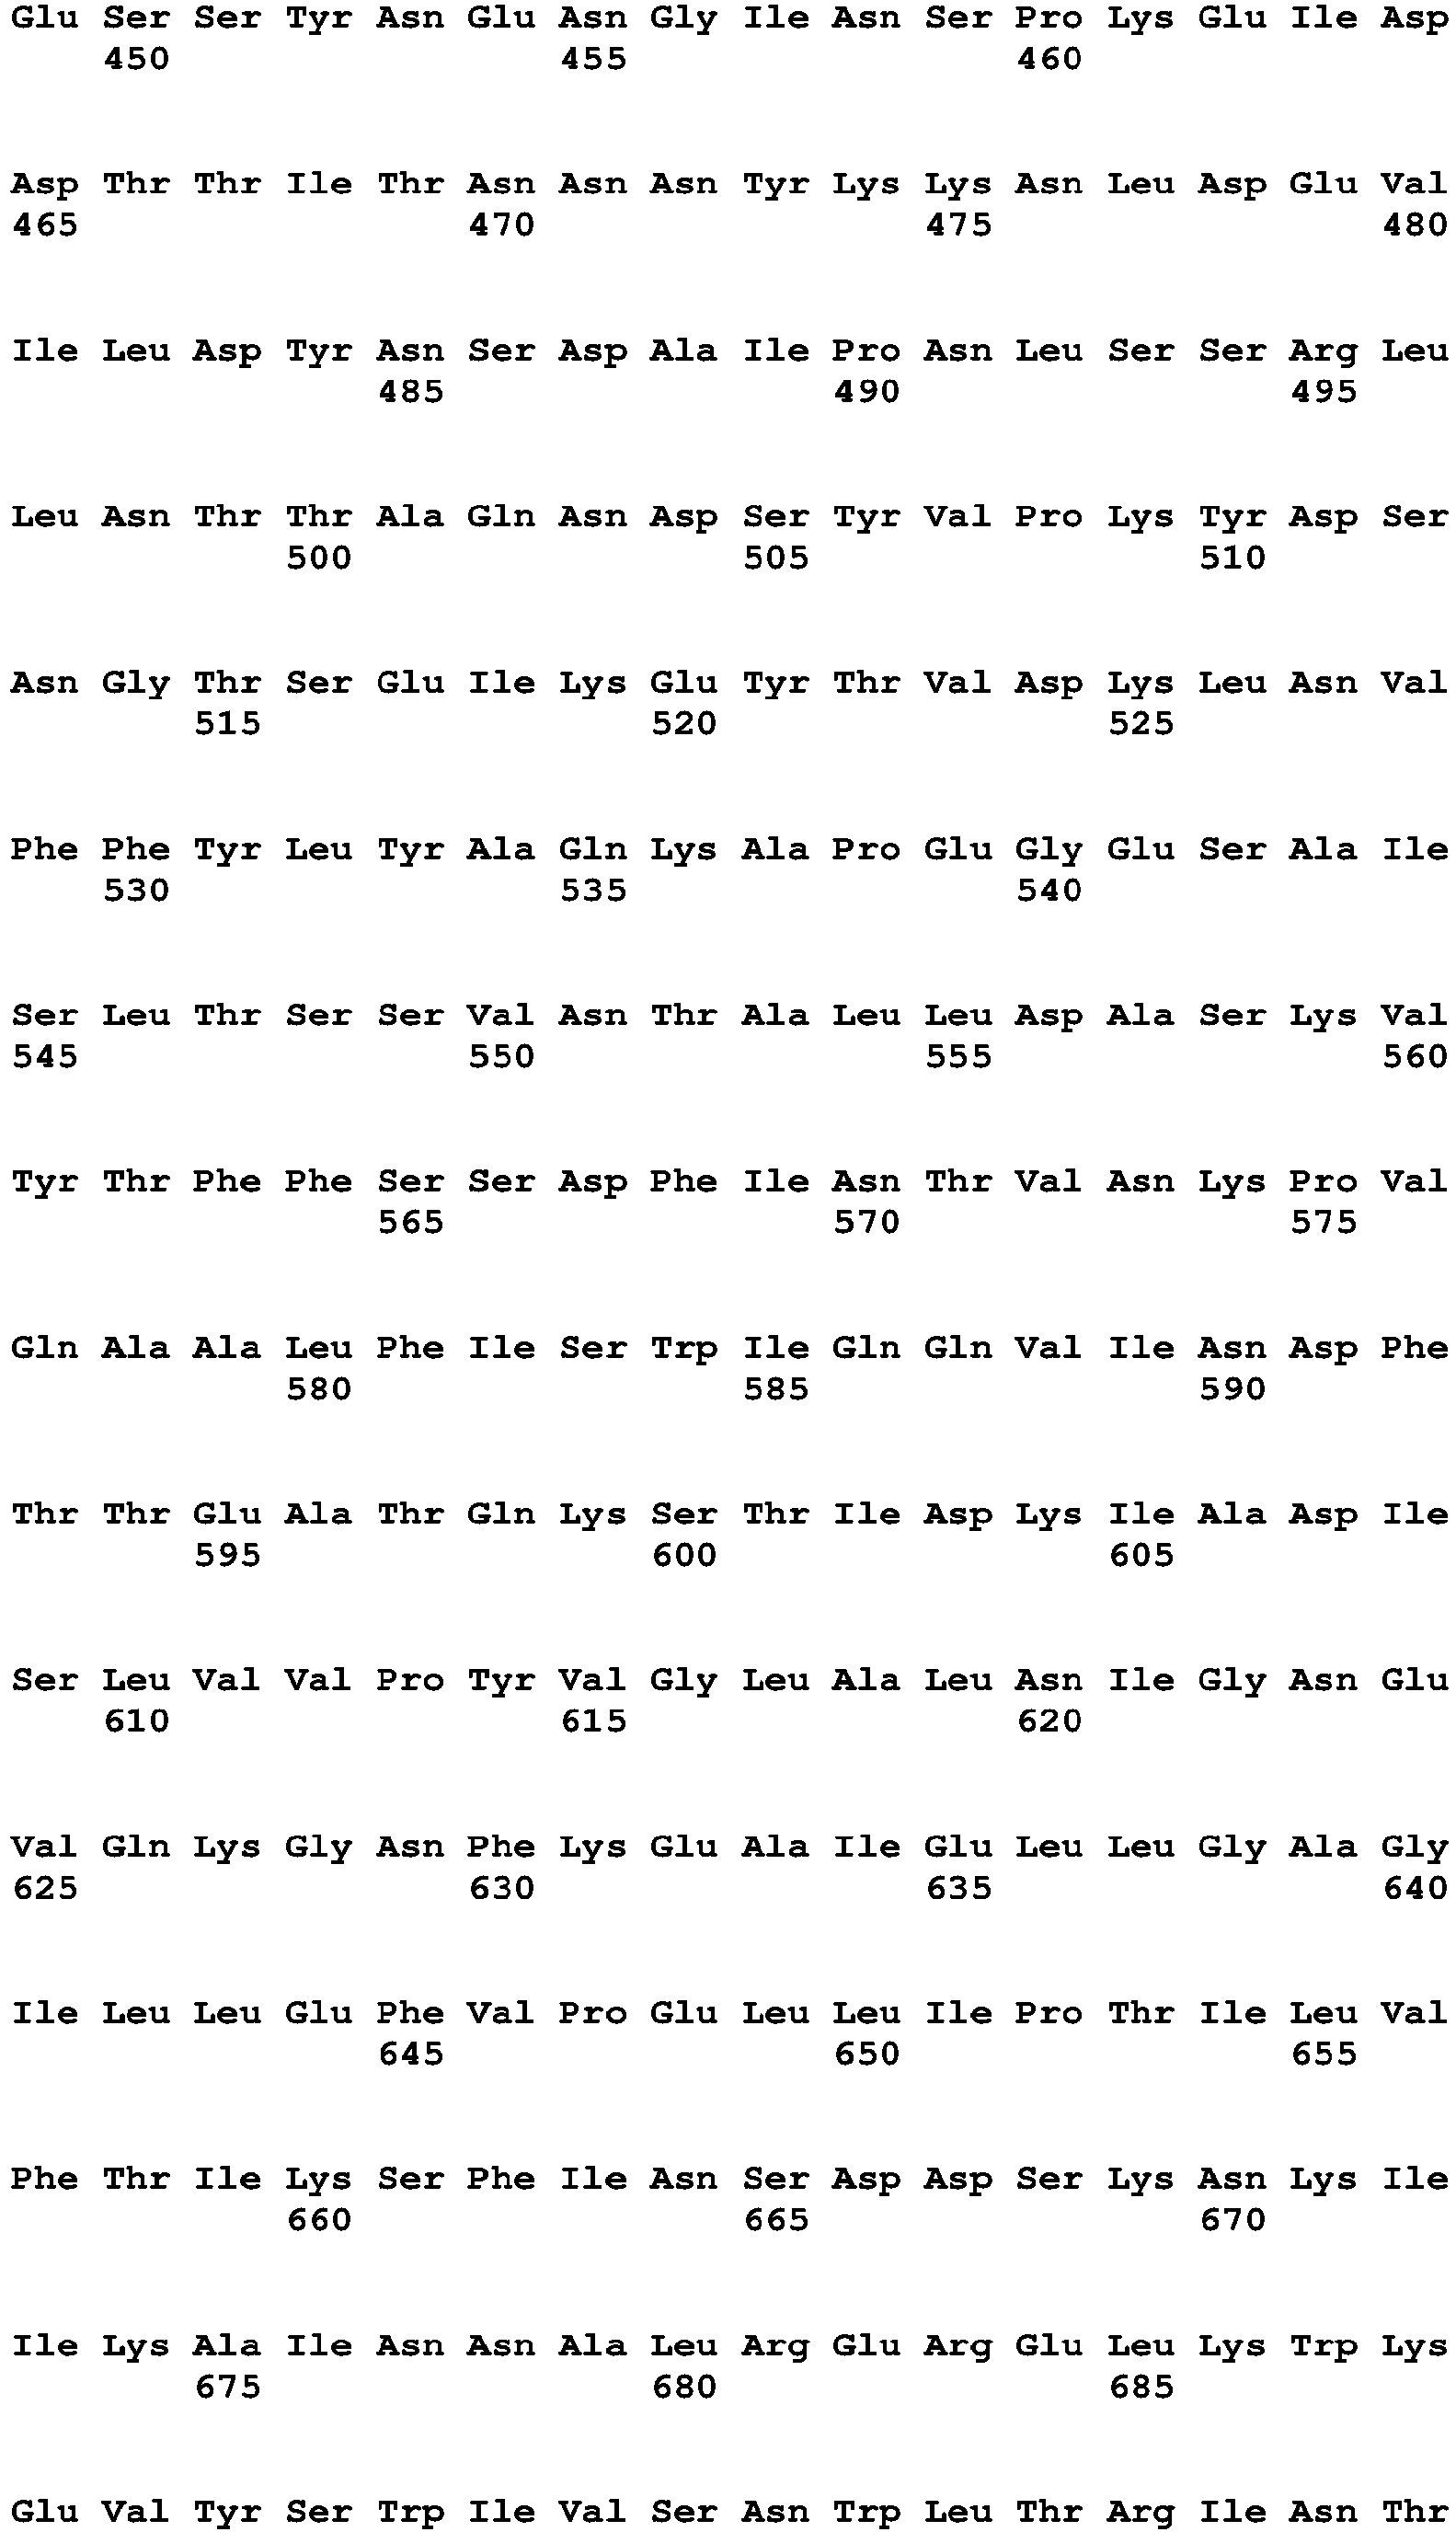 Glu Ser Ser Tyr Asn Glu Asn Gly Ile Asn Ser Pro Lys Glu Ile Asp
450 455 460
Asp Thr Thr Ile Thr Asn Asn Asn Tyr Lys Lys Asn Leu Asp Glu Val
465 470 475 480
Ile Leu Asp Tyr Asn Ser Asp Ala Ile Pro Asn Leu Ser Ser Arg Leu
485 490 495
Leu Asn Thr Thr Ala Gln Asn Asp Ser Tyr Val Pro Lys Tyr Asp Ser
500 505 510
Asn Gly Thr Ser Glu Ile Lys Glu Tyr Thr Val Asp Lys Leu Asn Val
515 520 525
Phe Phe Tyr Leu Tyr Ala Gln Lys Ala Pro Glu Gly Glu Ser Ala Ile
530 535 540
Ser Leu Thr Ser Ser Val Asn Thr Ala Leu Leu Asp Ala Ser Lys Val
545 550 555 560
Tyr Thr Phe Phe Ser Ser Asp Phe Ile Asn Thr Val Asn Lys Pro Val
565 570 575
Gln Ala Ala Leu Phe Ile Ser Trp Ile Gln Gln Val Ile Asn Asp Phe
580 585 590
Thr Thr Glu Ala Thr Gln Lys Ser Thr Ile Asp Lys Ile Ala Asp Ile
595 600 605
Ser Leu Val Val Pro Tyr Val Gly Leu Ala Leu Asn Ile Gly Asn Glu
610 615 620
Val Gln Lys Gly Asn Phe Lys Glu Ala Ile Glu Leu Leu Gly Ala Gly
625 630 635 640
Ile Leu Leu Glu Phe Val Pro Glu Leu Leu Ile Pro Thr Ile Leu Val
645 650 655
Phe Thr Ile Lys Ser Phe Ile Asn Ser Asp Asp Ser Lys Asn Lys Ile
660 665 670
Ile Lys Ala Ile Asn Asn Ala Leu Arg Glu Arg Glu Leu Lys Trp Lys
675 680 685
Glu Val Tyr Ser Trp Ile Val Ser Asn Trp Leu Thr Arg Ile Asn Thr